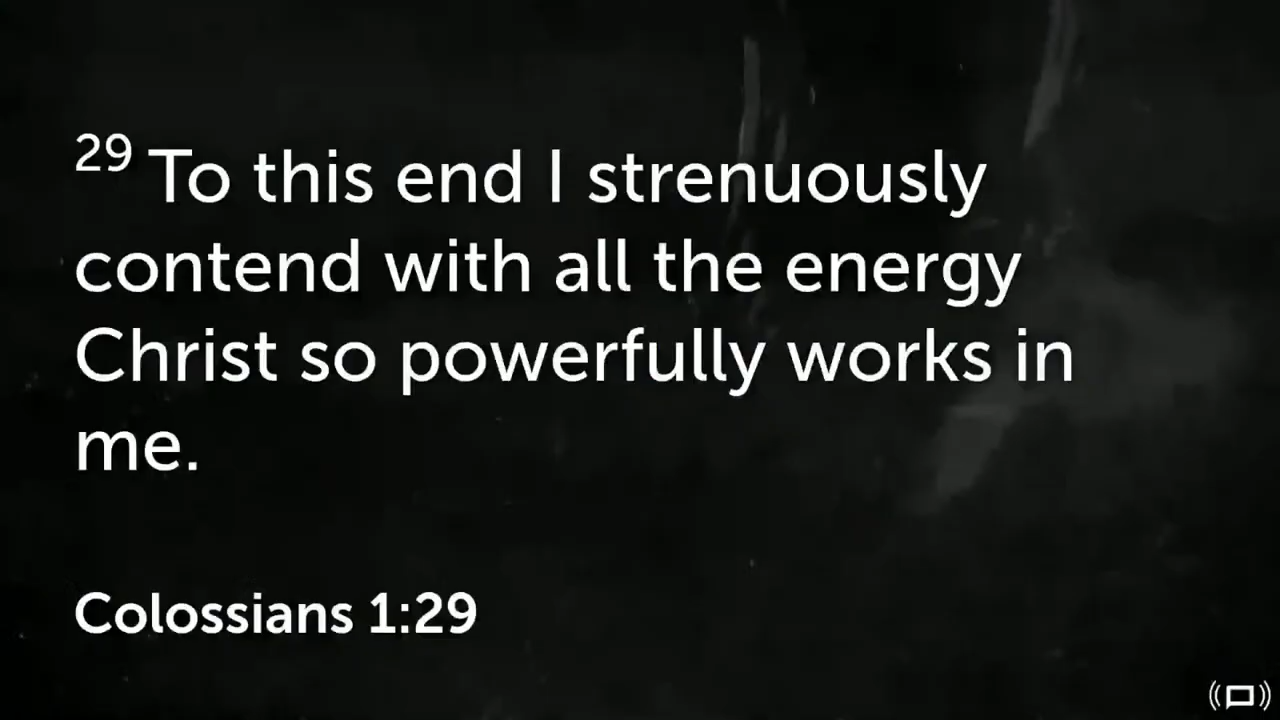 29 To this end I strenuously
contend with all the energy
Christ so powerfully works in
me.
Colossians 1:29